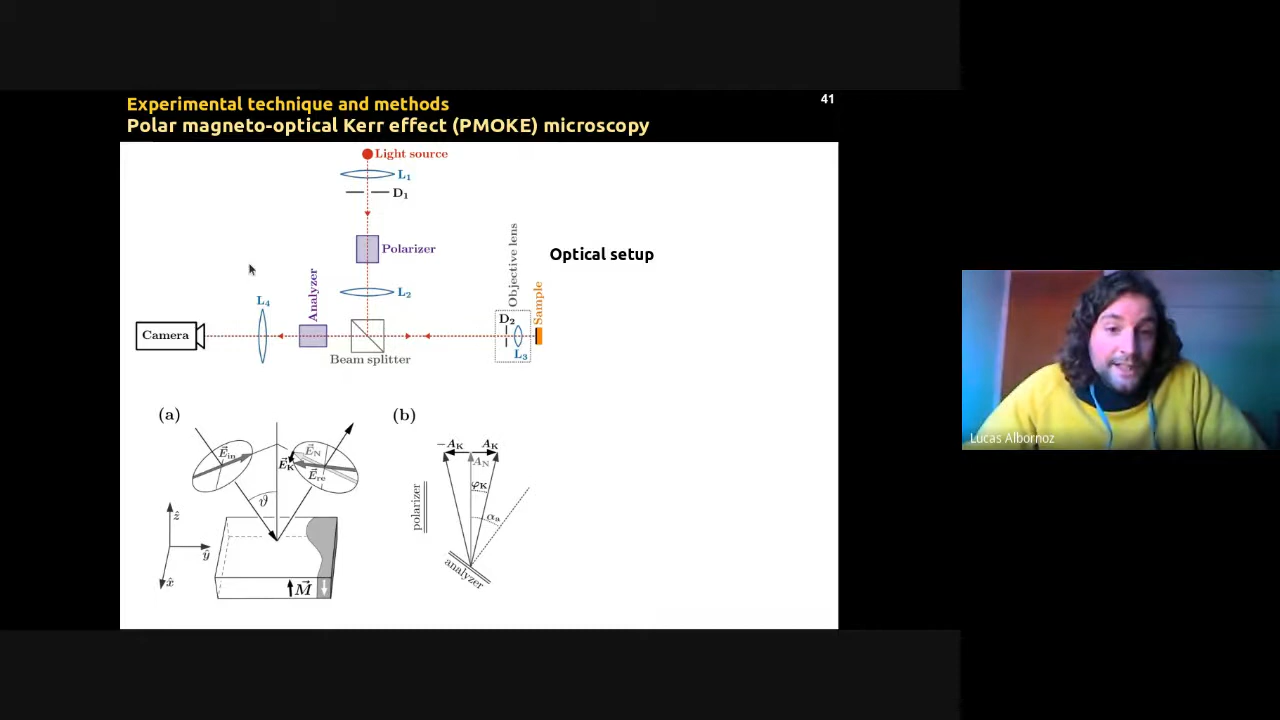 Experimental technique and methods
41
Polar magneto-optical Kerr effect (PMOKE) microscopy
Light source
L1
D1
Polarizer
Optical setup
Objective lens
Analyzer
L2
L4
Sample
D2
Camera
Beam splitter
L3
(a)
(b)
E⃗in
E⃗N
E⃗K
E⃗re
ϑ
ẑ
ŷ
x̂
M⃗
−AK
AK
AN
φK
αa
polarizer
analyzer
Lucas Albornoz